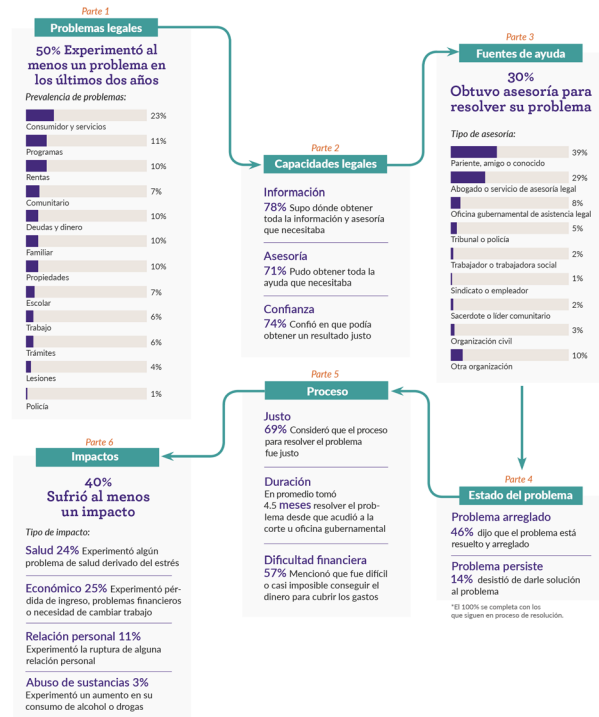 Parte 1
Problemas legales
50% Experimentó al
menos un problema en
los últimos dos años
Prevalencia de problemas:
23%
Consumidor y servicios
11%
Programas
10%
Rentas
7%
Comunitario
10%
Deudas y dinero
10%
Familiar
10%
Propiedades
7%
Escolar
6%
Trabajo
6%
Trámites
4%
Lesiones
1%
Policía
Parte 2
Capacidades legales
Información
78% Supo dónde obtener
toda la información y asesoría
que necesitaba
Asesoría
71% Pudo obtener toda la
ayuda que necesitaba
Confianza
74% Confió en que podía
obtener un resultado justo
Parte 3
Fuentes de ayuda
30%
Obtuvo asesoría para
resolver su problema
Tipo de asesoría:
39%
Pariente, amigo o conocido
29%
Abogado o servicio de asesoría legal
8%
Oficina gubernamental de asistencia legal
5%
Tribunal o policía
2%
Trabajador o trabajadora social
1%
Sindicato o empleador
2%
Sacerdote o líder comunitario
3%
Organización civil
10%
Otra organización
Parte 4
Estado del problema
Problema arreglado
46% dijo que el problema está
resuelto y arreglado
Problema persiste
14% desistió de darle solución
al problema
*El 100% se completa con los
que siguen en proceso de resolución.
Parte 5
Proceso
Justo
69% Consideró que el proceso
para resolver el problema
fue justo
Duración
En promedio tomó
4.5 meses resolver el prob-
lema desde que acudió a la
corte u oficina gubernamental
Dificultad financiera
57% Mencionó que fue difícil
o casi imposible conseguir el
dinero para cubrir los gastos
Parte 6
Impactos
40%
Sufrió al menos
un impacto
Tipo de impacto:
Salud 24% Experimentó algún
problema de salud derivado del estrés
Económico 25% Experimentó pér-
dida de ingreso, problemas financieros
o necesidad de cambiar trabajo
Relación personal 11%
Experimentó la ruptura de alguna
relación personal
Abuso de sustancias 3%
Experimentó un aumento en su
consumo de alcohol o drogas